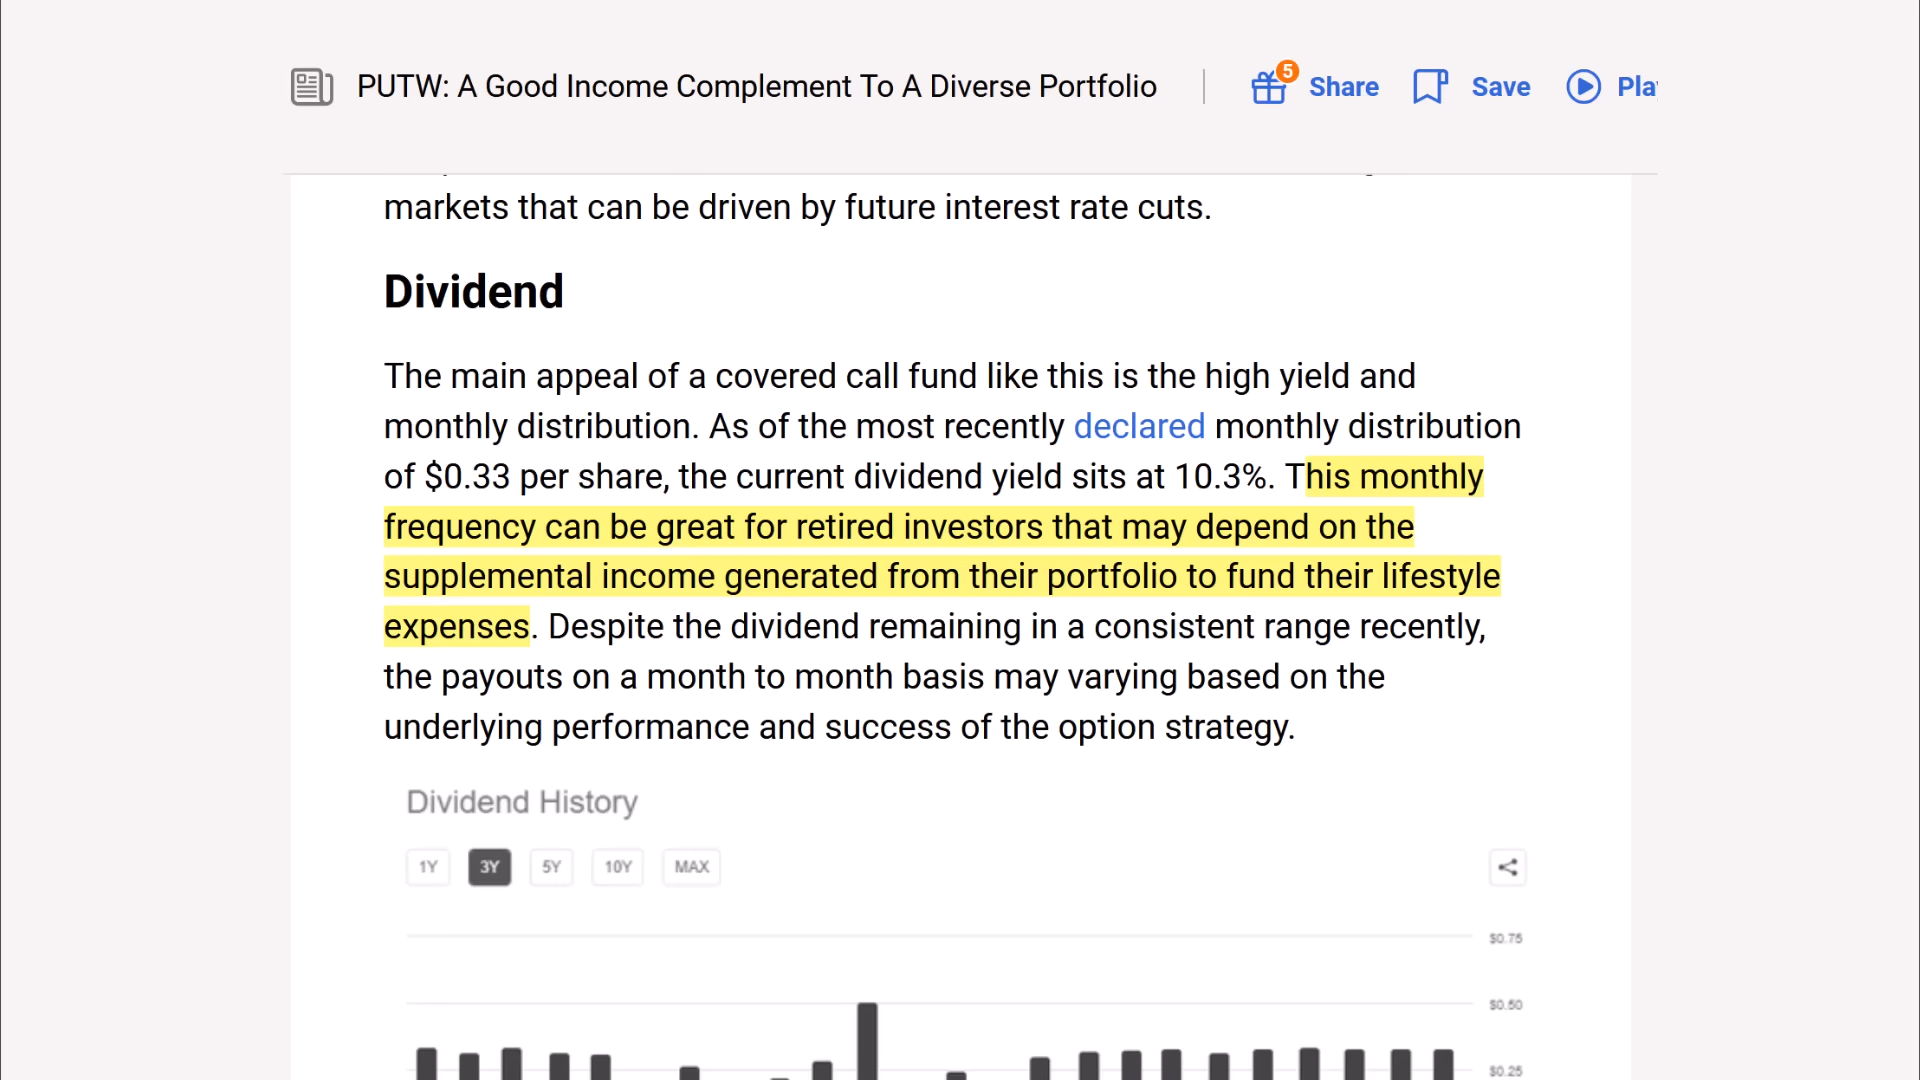 PUTW: A Good Income Complement To A Diverse Portfolio
5
Share
Save
Pla
markets that can be driven by future interest rate cuts.
Dividend
The main appeal of a covered call fund like this is the high yield and
monthly distribution. As of the most recently declared monthly distribution
of $0.33 per share, the current dividend yield sits at 10.3%. This monthly
frequency can be great for retired investors that may depend on the
supplemental income generated from their portfolio to fund their lifestyle
expenses. Despite the dividend remaining in a consistent range recently,
the payouts on a month to month basis may varying based on the
underlying performance and success of the option strategy.
Dividend History
1Y 3Y 5Y 10Y MAX
$0.75
$0.50
$0.25